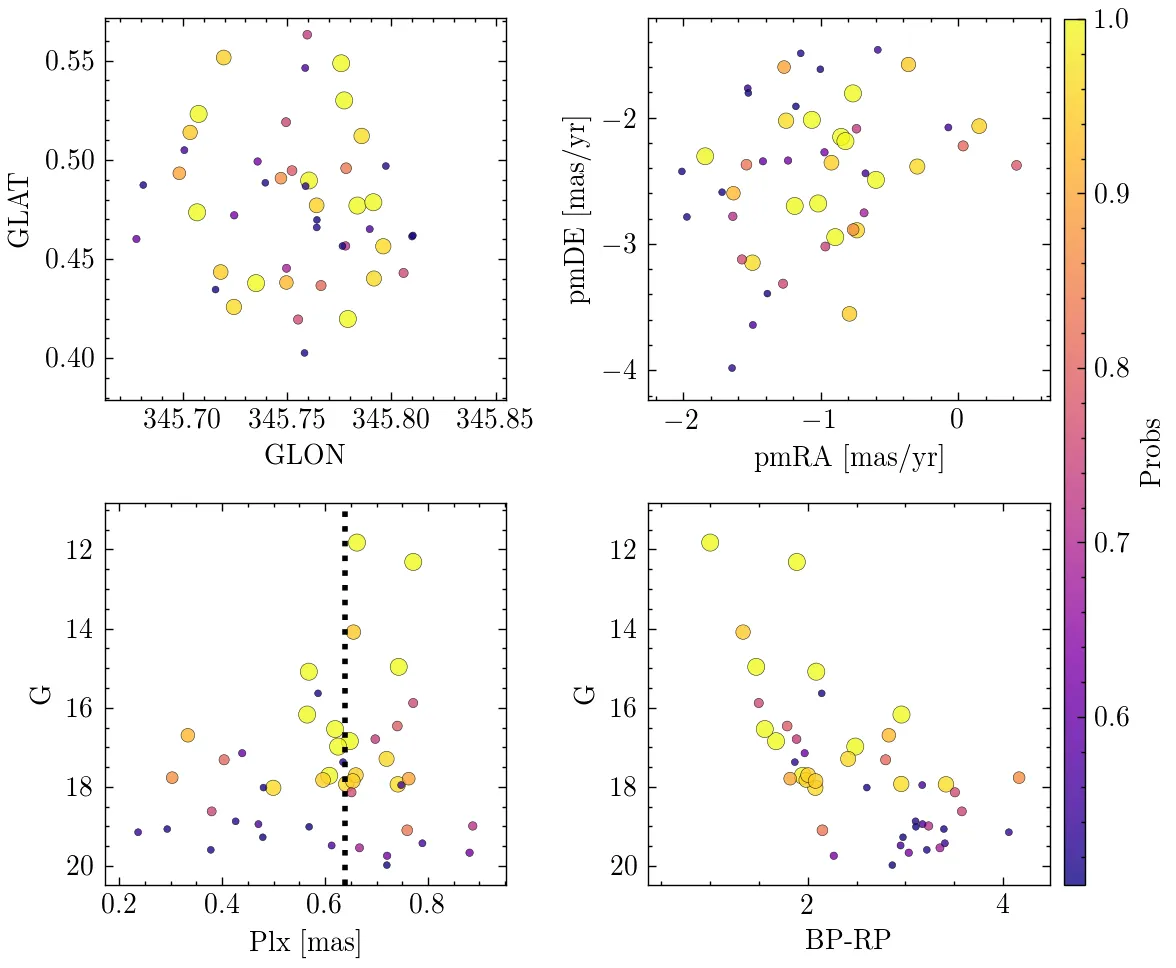 0.55
0.50
0.45
0.40
GLAT
345.70 345.75 345.80 345.85
GLON
−2
−3
−4
pmDE [mas/yr]
−2 −1 0
pmRA [mas/yr]
1.0
0.9
0.8
0.7
0.6
Probs
12
14
16
18
20
G
0.2 0.4 0.6 0.8
Plx [mas]
12
14
16
18
20
G
2 4
BP-RP